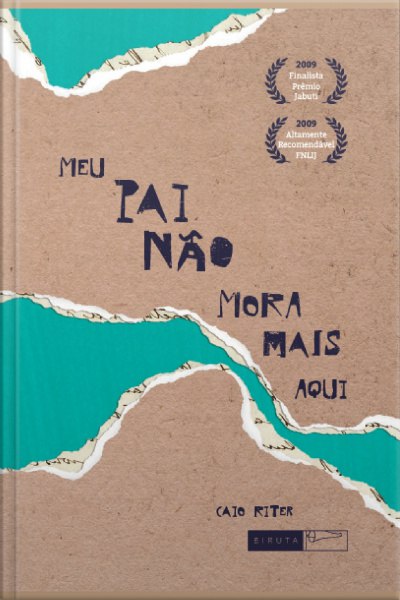 2009
Finalista
Prêmio
Jabuti
2009
Altamente
Recomendável
FNLIJ
MEU
PAI
NÃO
MORA
MAIS
AQUI
CAIO RITER
BIRUTA